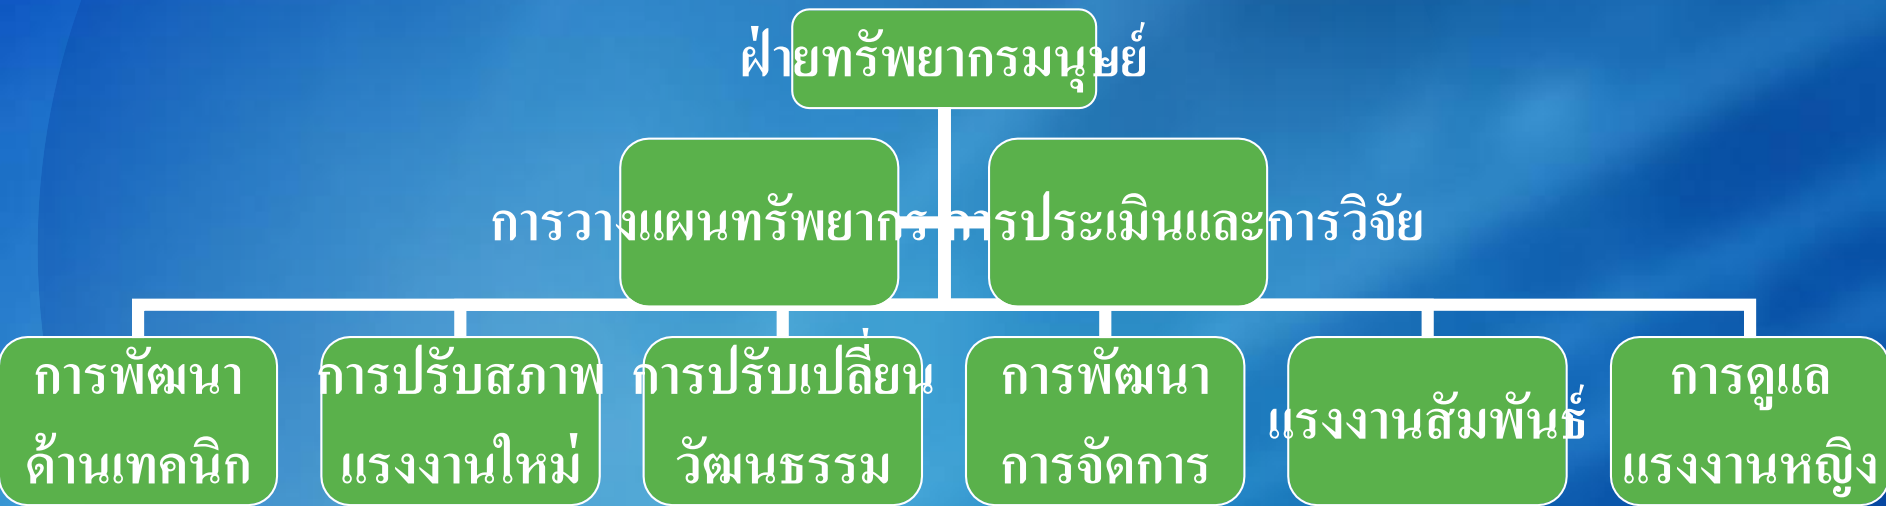 ฝ่ายทรัพยากรมนุษย์
การวางแผนทรัพยากร
การประเมินและการวิจัย
การพัฒนา
ด้านเทคนิก
การปรับสภาพ
แรงงานใหม่
การปรับเปลี่ยน
วัฒนธรรม
การพัฒนา
การจัดการ
แรงงานสัมพันธ์
การดูแล
แรงงานหญิง